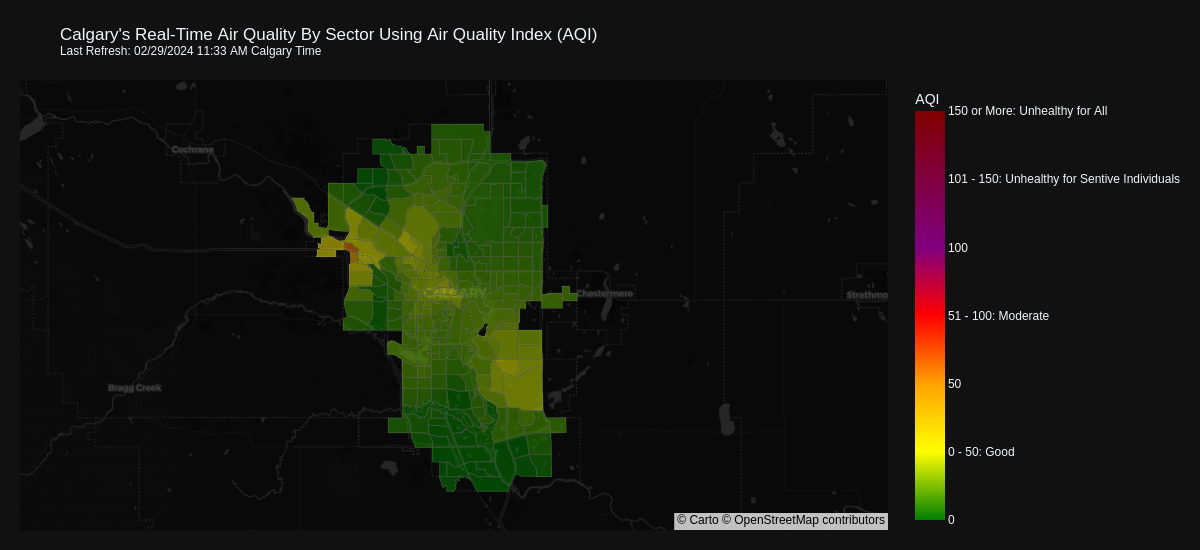 Calgary's Real-Time Air Quality By Sector Using Air Quality Index (AQI)
Last Refresh: 02/29/2024 11:33 AM Calgary Time
AQI
150 or More: Unhealthy for All
Cochrane
101 - 150: Unhealthy for Sentive Individuals
100
CALGARY
Chestermere
Strathmo
51 - 100: Moderate
Bragg Creek
50
0 - 50: Good
0
© Carto © OpenStreetMap contributors